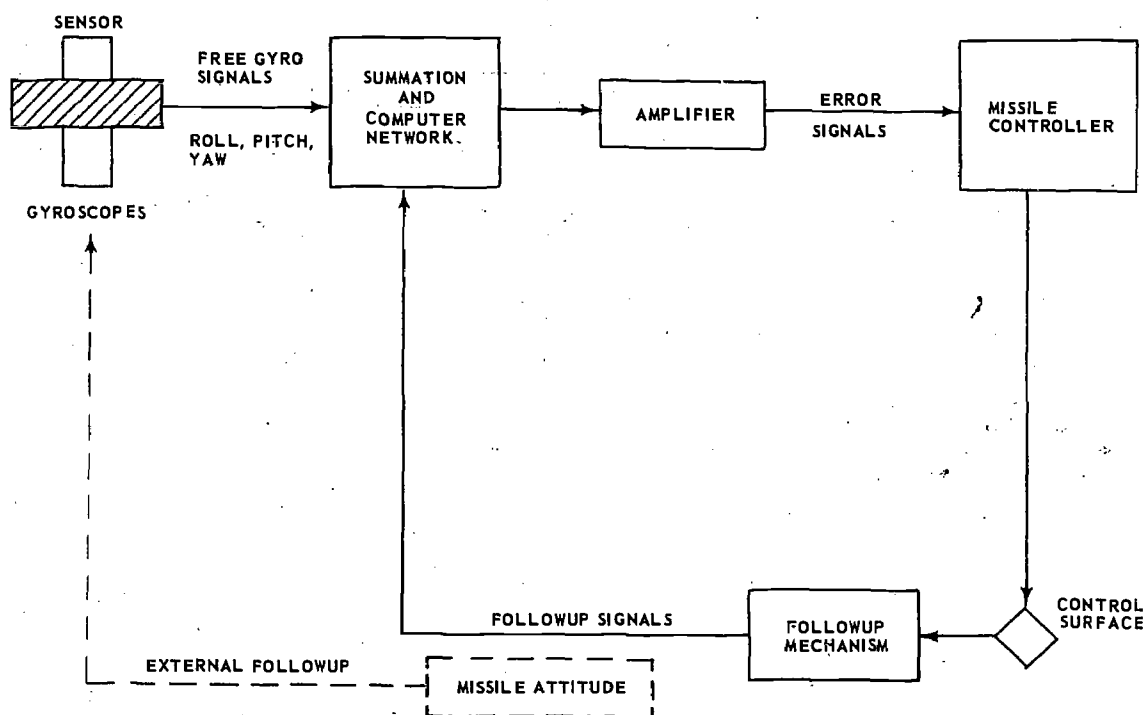 SENSOR
FREE GYRO
SIGNALS
ROLL, PITCH,
YAW
GYROSCOPES
SUMMATION
AND
COMPUTER
NETWORK.
AMPLIFIER
ERROR
SIGNALS
MISSILE
CONTROLLER
CONTROL
SURFACE
FOLLOWUP
MECHANISM
FOLLOWUP SIGNALS
EXTERNAL FOLLOWUP
MISSILE ATTITUDE